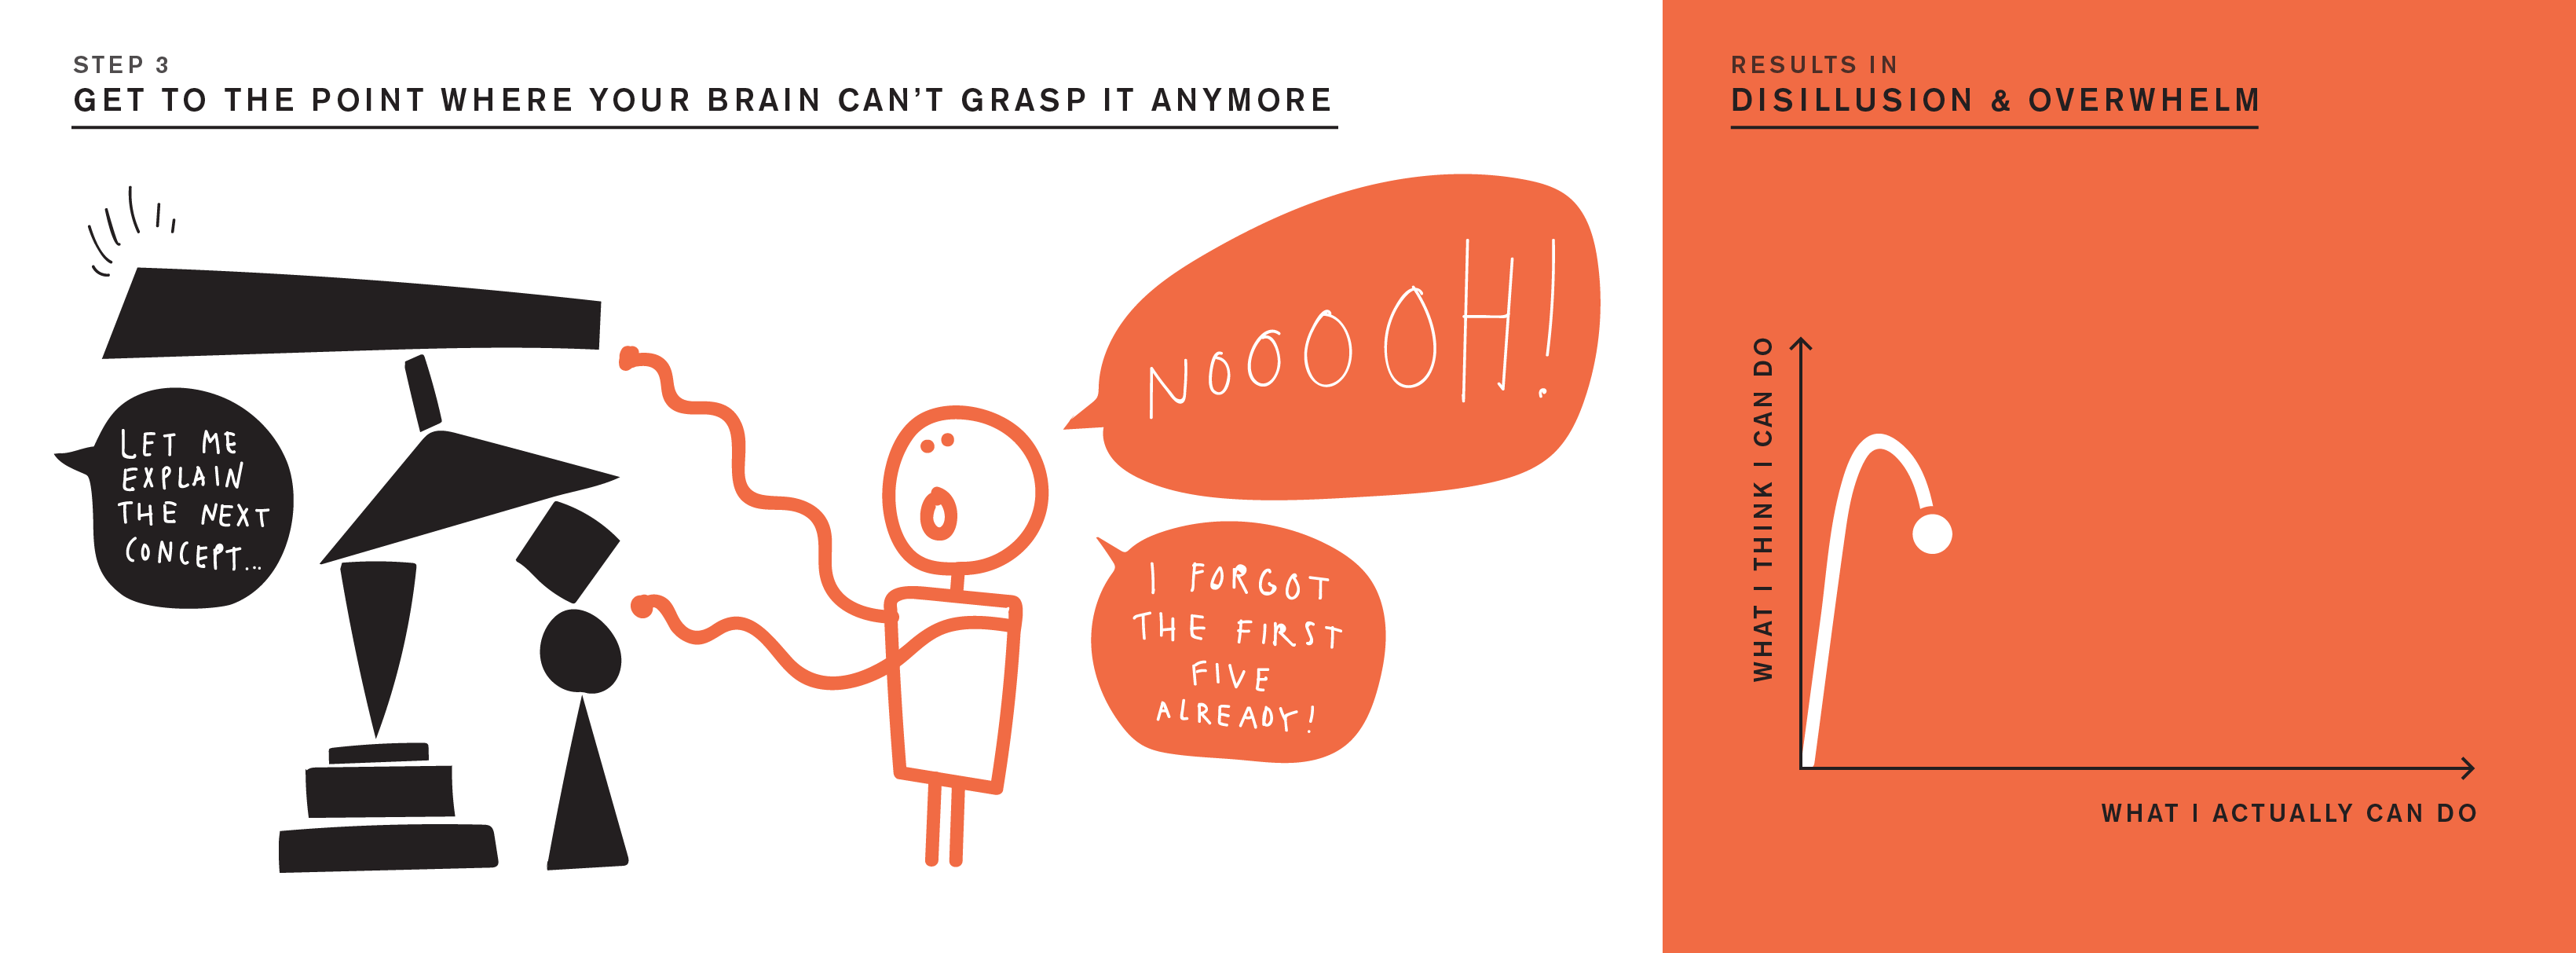 STEP 3
GET TO THE POINT WHERE YOUR BRAIN CAN’T GRASP IT ANYMORE
LET ME
EXPLAIN
THE NEXT
CONCEPT...
NOOOOH!
I FORGOT
THE FIRST
FIVE
ALREADY!
RESULTS IN
DISILLUSION & OVERWHELM
WHAT I THINK I CAN DO
WHAT I ACTUALLY CAN DO